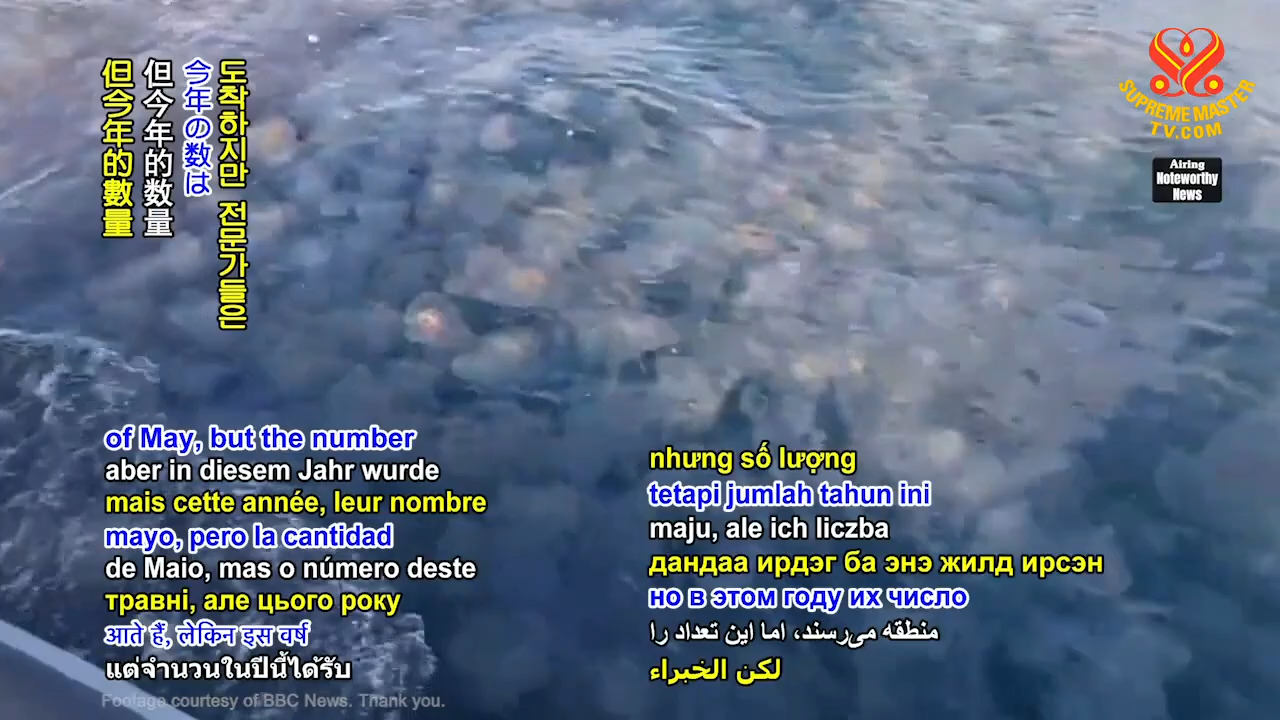 도착하지만 전문가들은
今年の数は
但今年的数量
但今年的數量
SUPREME MASTER
TV.COM
Airing
Noteworthy
News
of May, but the number
aber in diesem Jahr wurde
mais cette année, leur nombre
mayo, pero la cantidad
de Maio, mas o número deste
травні, але цього року
आते हैं, लेकिन इस वर्ष
แต่จำนวนในปีนี้ได้รับ
nhưng số lượng
tetapi jumlah tahun ini
maju, ale ich liczba
дандаа ирдэг ба энэ жилд ирсэн
но в этом году их число
منطقه می‌رسند، اما این تعداد را
لكن الخبراء
Footage courtesy of BBC News. Thank you.